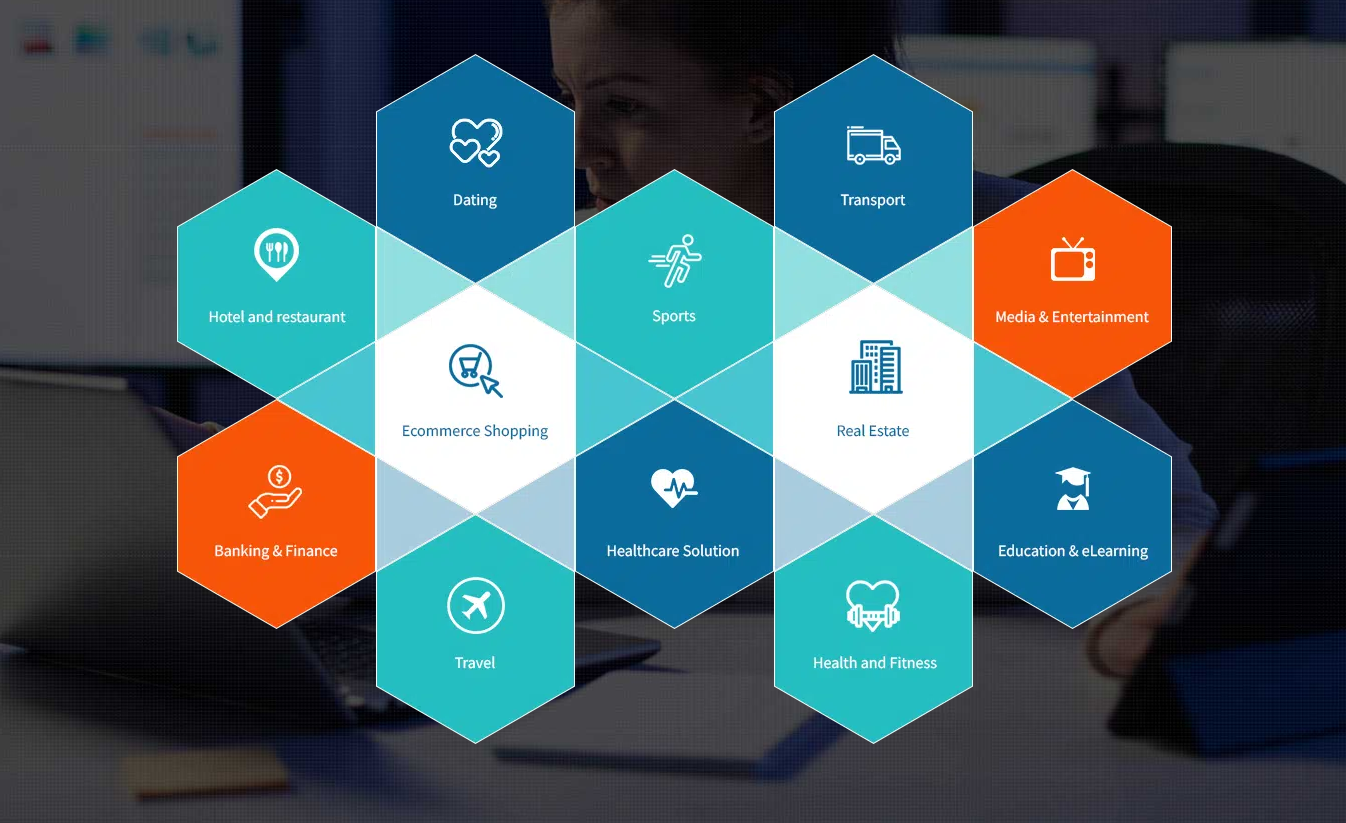 Dating
Transport
Hotel and restaurant
Sports
Media & Entertainment
Ecommerce Shopping
Real Estate
Banking & Finance
Healthcare Solution
Education & eLearning
Travel
Health and Fitness